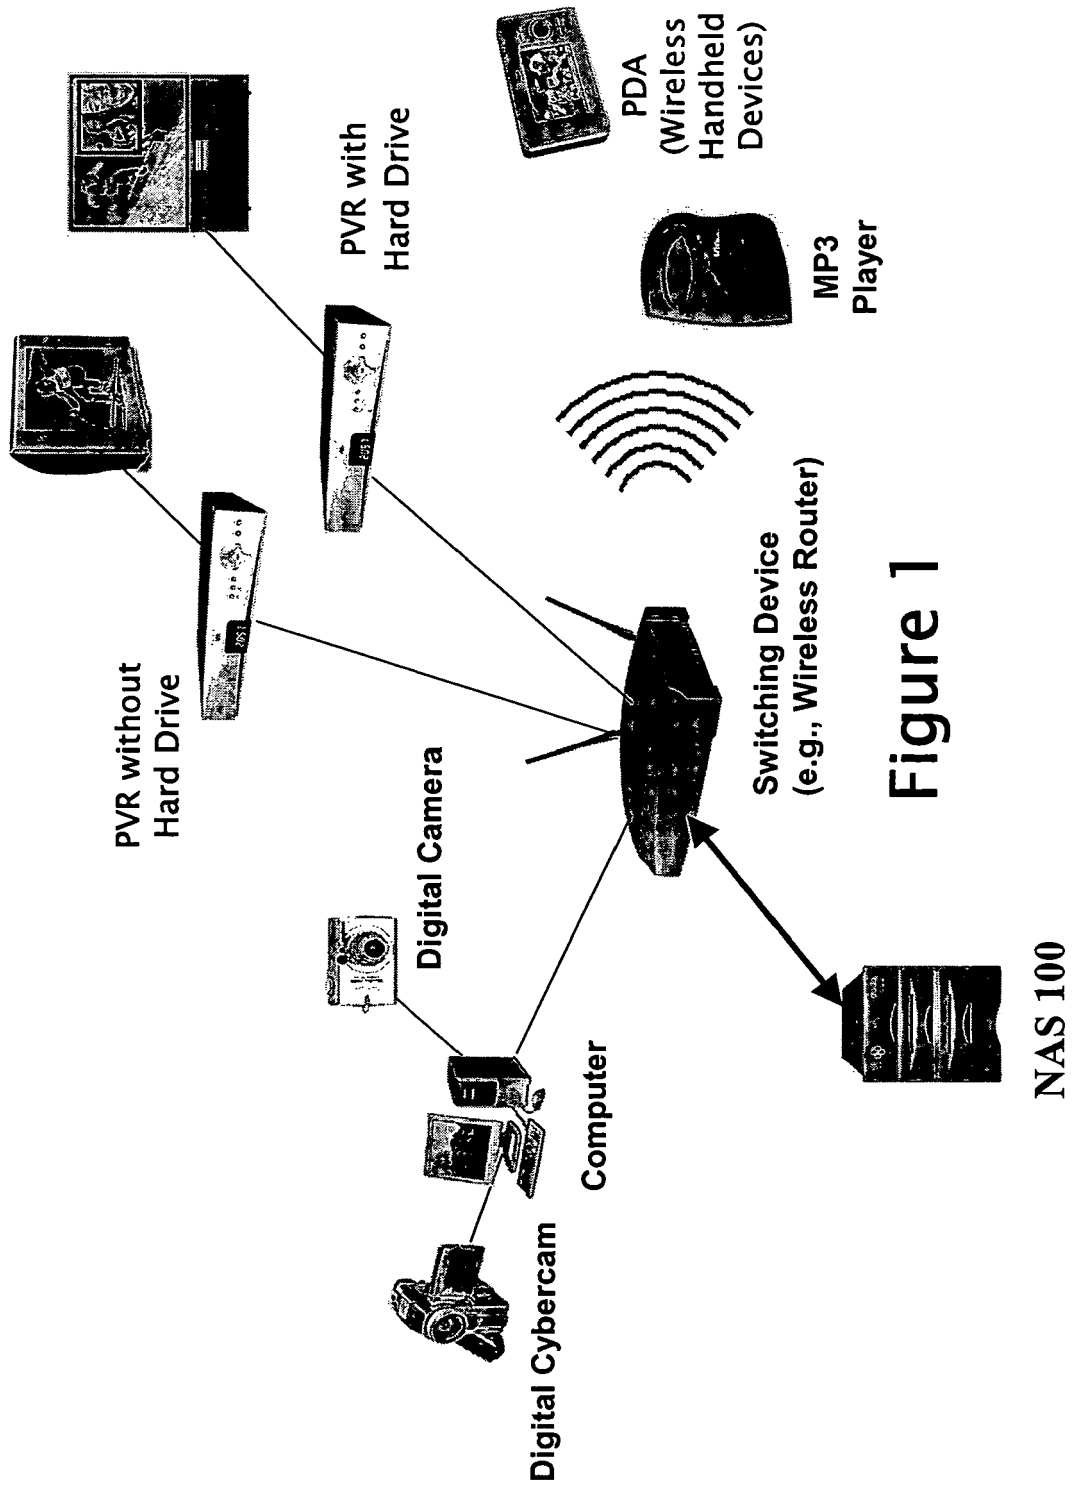 PVR without
Hard Drive
PVR with
Hard Drive
Digital Camera
Digital Cybercam
Computer
PDA
(Wireless
Handheld
Devices)
MP3
Player
Switching Device
(e.g., Wireless Router)
NAS 100
Figure 1